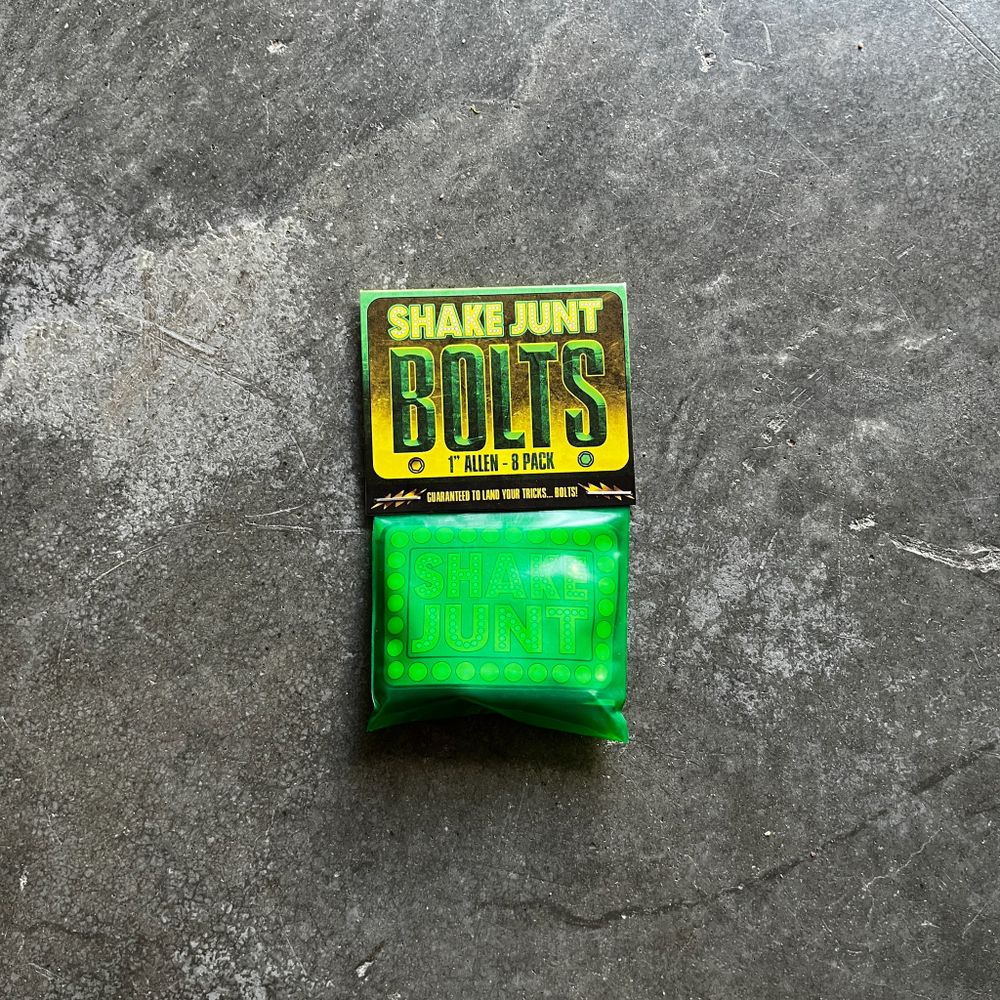 SHAKE JUNT
BOLTS
1" ALLEN - 8 PACK
GUARANTEED TO LAND YOUR TRICKS... BOLTS!
SHAKE
JUNT